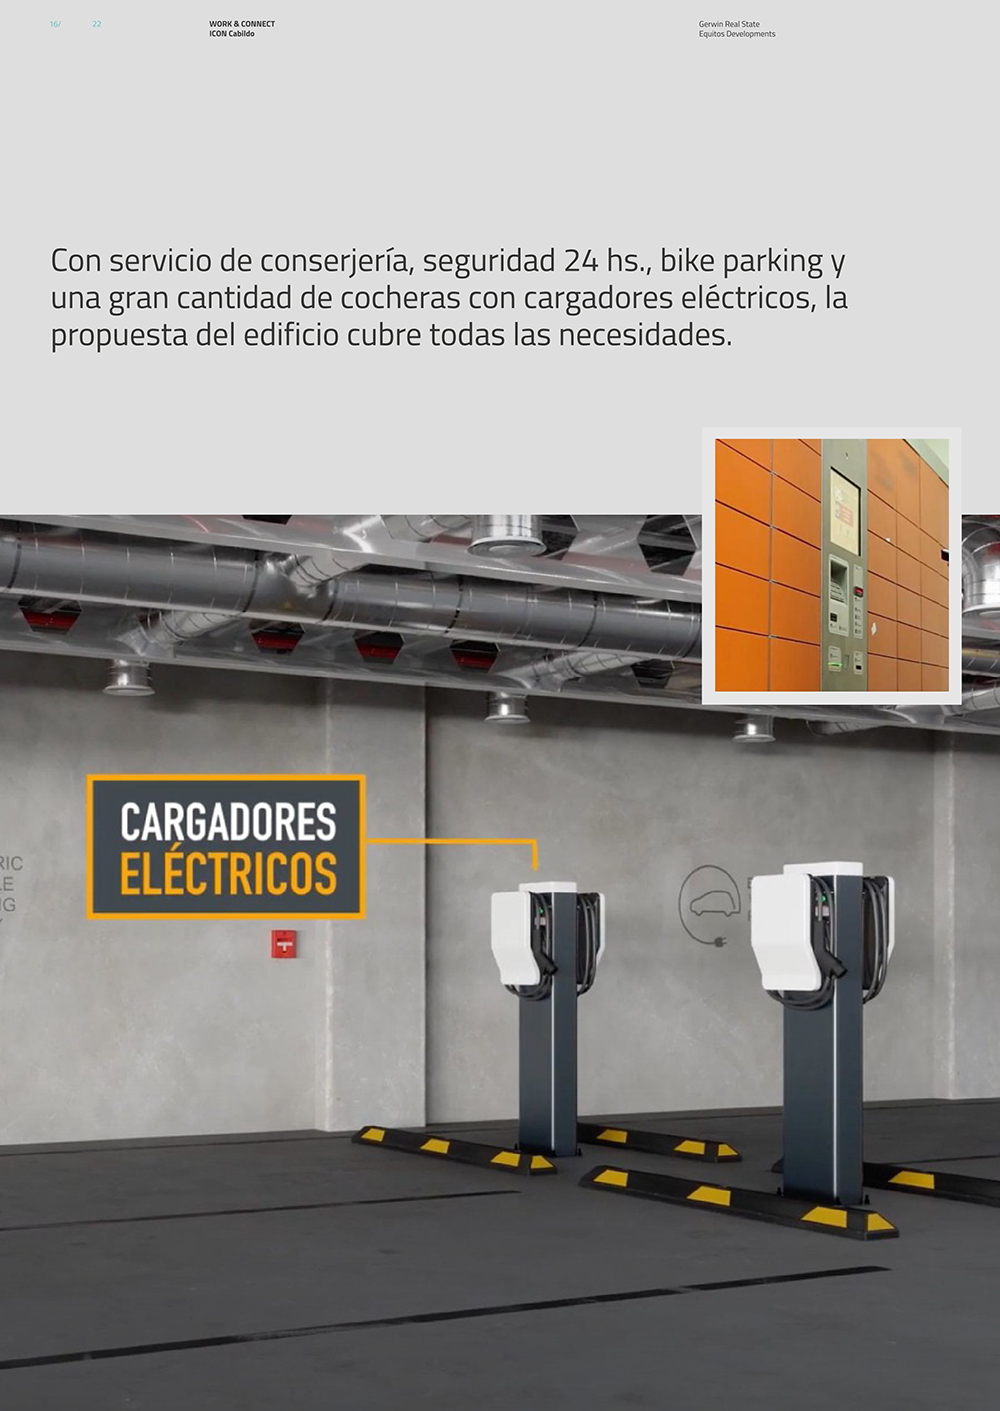 16/ 22
WORK & CONNECT
ICON Cabildo
Gerwin Real State
Equitos Developments
Con servicio de conserjería, seguridad 24 hs., bike parking y
una gran cantidad de cocheras con cargadores eléctricos, la
propuesta del edificio cubre todas las necesidades.
CARGADORES
ELÉCTRICOS